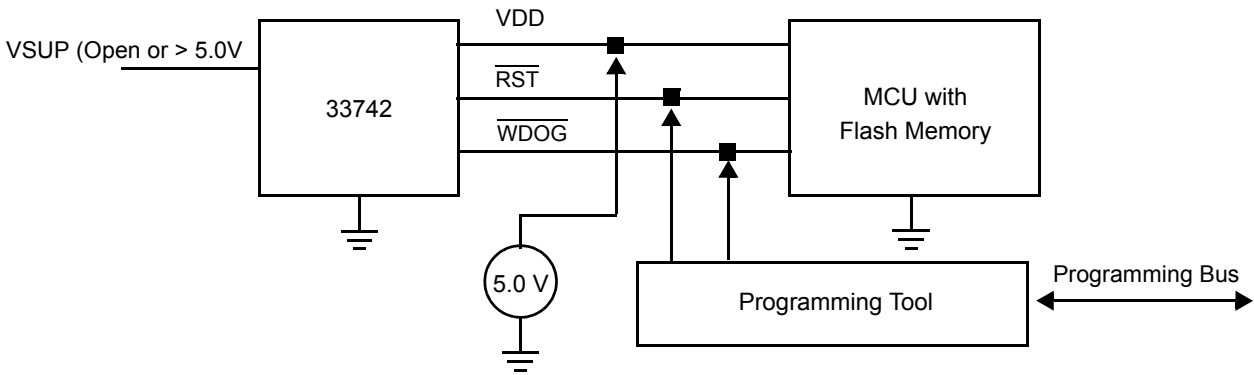 VDD
VSUP (Open or > 5.0V
RST
33742
WDOG
MCU with
Flash Memory
5.0 V
Programming Tool
Programming Bus